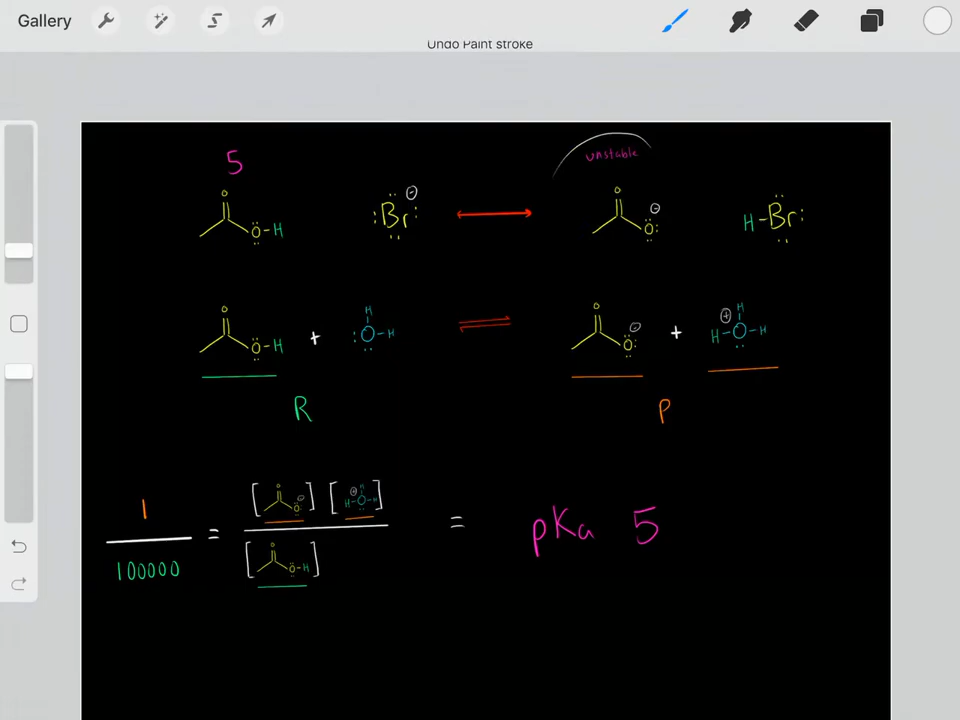 Gallery
Undo Paint stroke
5
unstable
O
O-H
:Br: ⊖
O ⊖
H-Br:
O
O-H
+
H
:O-H
O
O: ⊖
+
⊕ H
H-O-H
R
P
1
100000
=
[O O ⊖] [⊕ H H-O-H]
[O O-H]
=
pKa 5